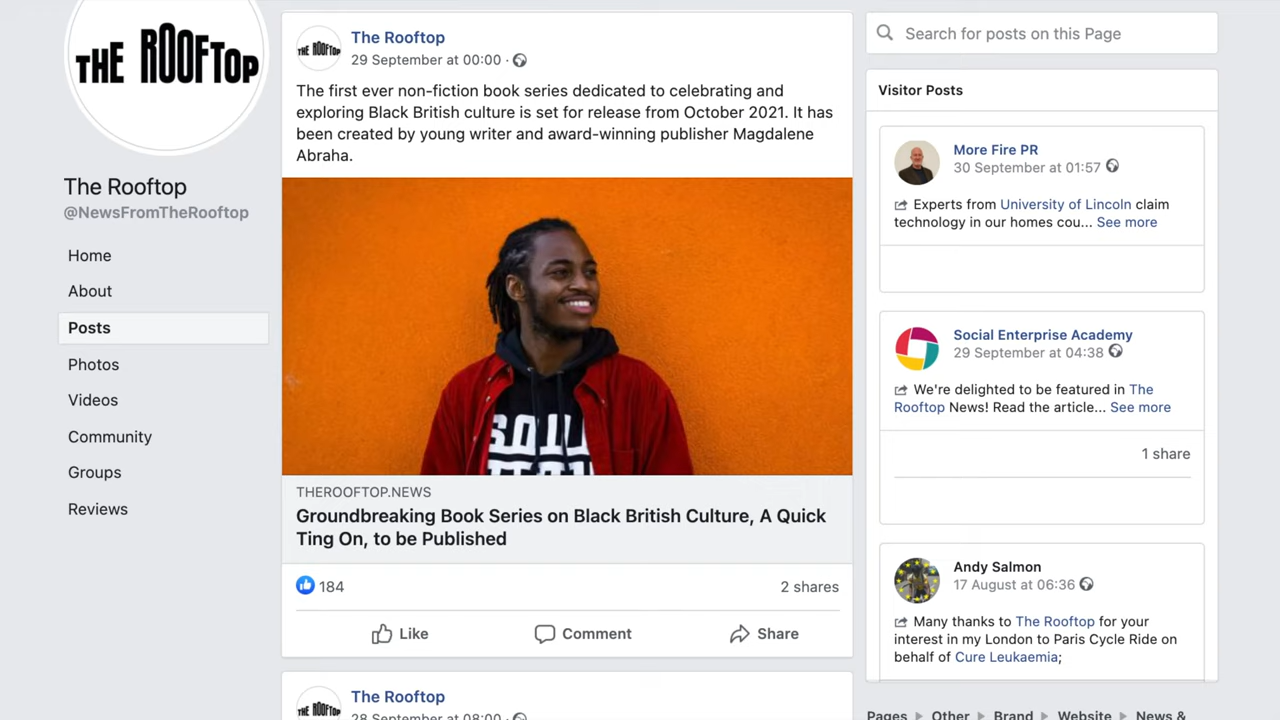 THE ROOFTOP
The Rooftop
@NewsFromTheRooftop
Home
About
Posts
Photos
Videos
Community
Groups
Reviews
THE ROOFTOP
The Rooftop
29 September at 00:00 ·
The first ever non-fiction book series dedicated to celebrating and
exploring Black British culture is set for release from October 2021. It has
been created by young writer and award-winning publisher Magdalene
Abraha.
THEROOFTOP.NEWS
Groundbreaking Book Series on Black British Culture, A Quick
Ting On, to be Published
184
2 shares
Like
Comment
Share
THE ROOFTOP
The Rooftop
28 September at 08:00 ·
Search for posts on this Page
Visitor Posts
More Fire PR
30 September at 01:57
Experts from University of Lincoln claim
technology in our homes cou... See more
Social Enterprise Academy
29 September at 04:38
We're delighted to be featured in The
Rooftop News! Read the article... See more
1 share
Andy Salmon
17 August at 06:36
Many thanks to The Rooftop for your
interest in my London to Paris Cycle Ride on
behalf of Cure Leukaemia;
Pages Other Brand Website News &